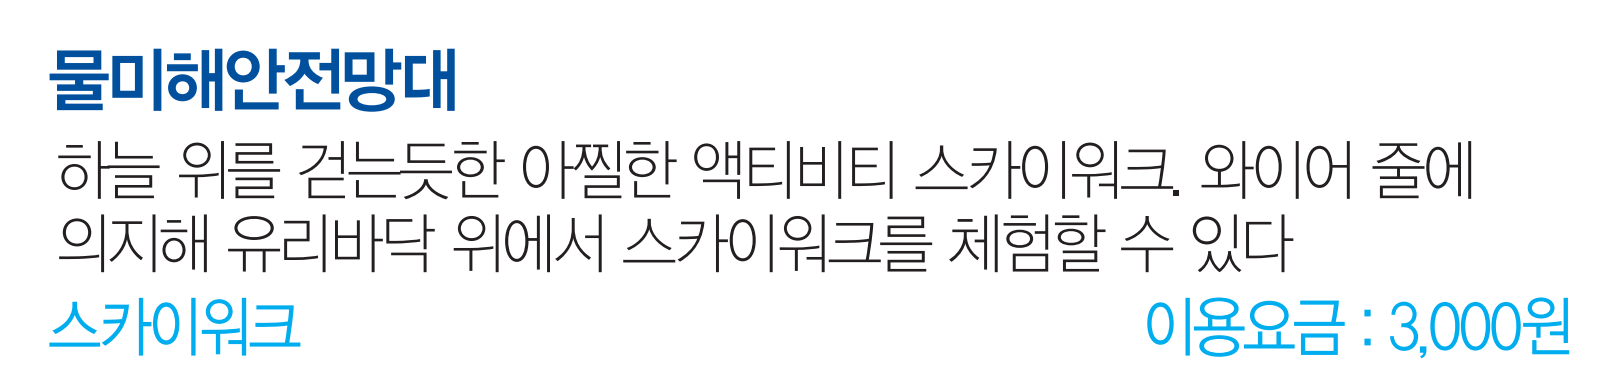 물미해안전망대
하늘 위를 걷는듯한 아찔한 액티비티 스카이워크. 와이어 줄에
의지해 유리바닥 위에서 스카이워크를 체험할 수 있다
스카이워크 이용요금 : 3,000원